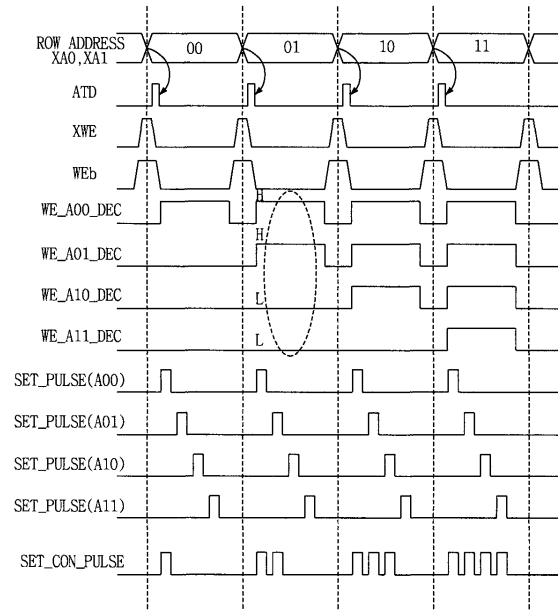 ROW ADDRESS
XA0,XA1
00 01 10 11
ATD
XWE
WEb
H
WE_A00_DEC
H
WE_A01_DEC
L
WE_A10_DEC
L
WE_A11_DEC
SET_PULSE(A00)
SET_PULSE(A01)
SET_PULSE(A10)
SET_PULSE(A11)
SET_CON_PULSE